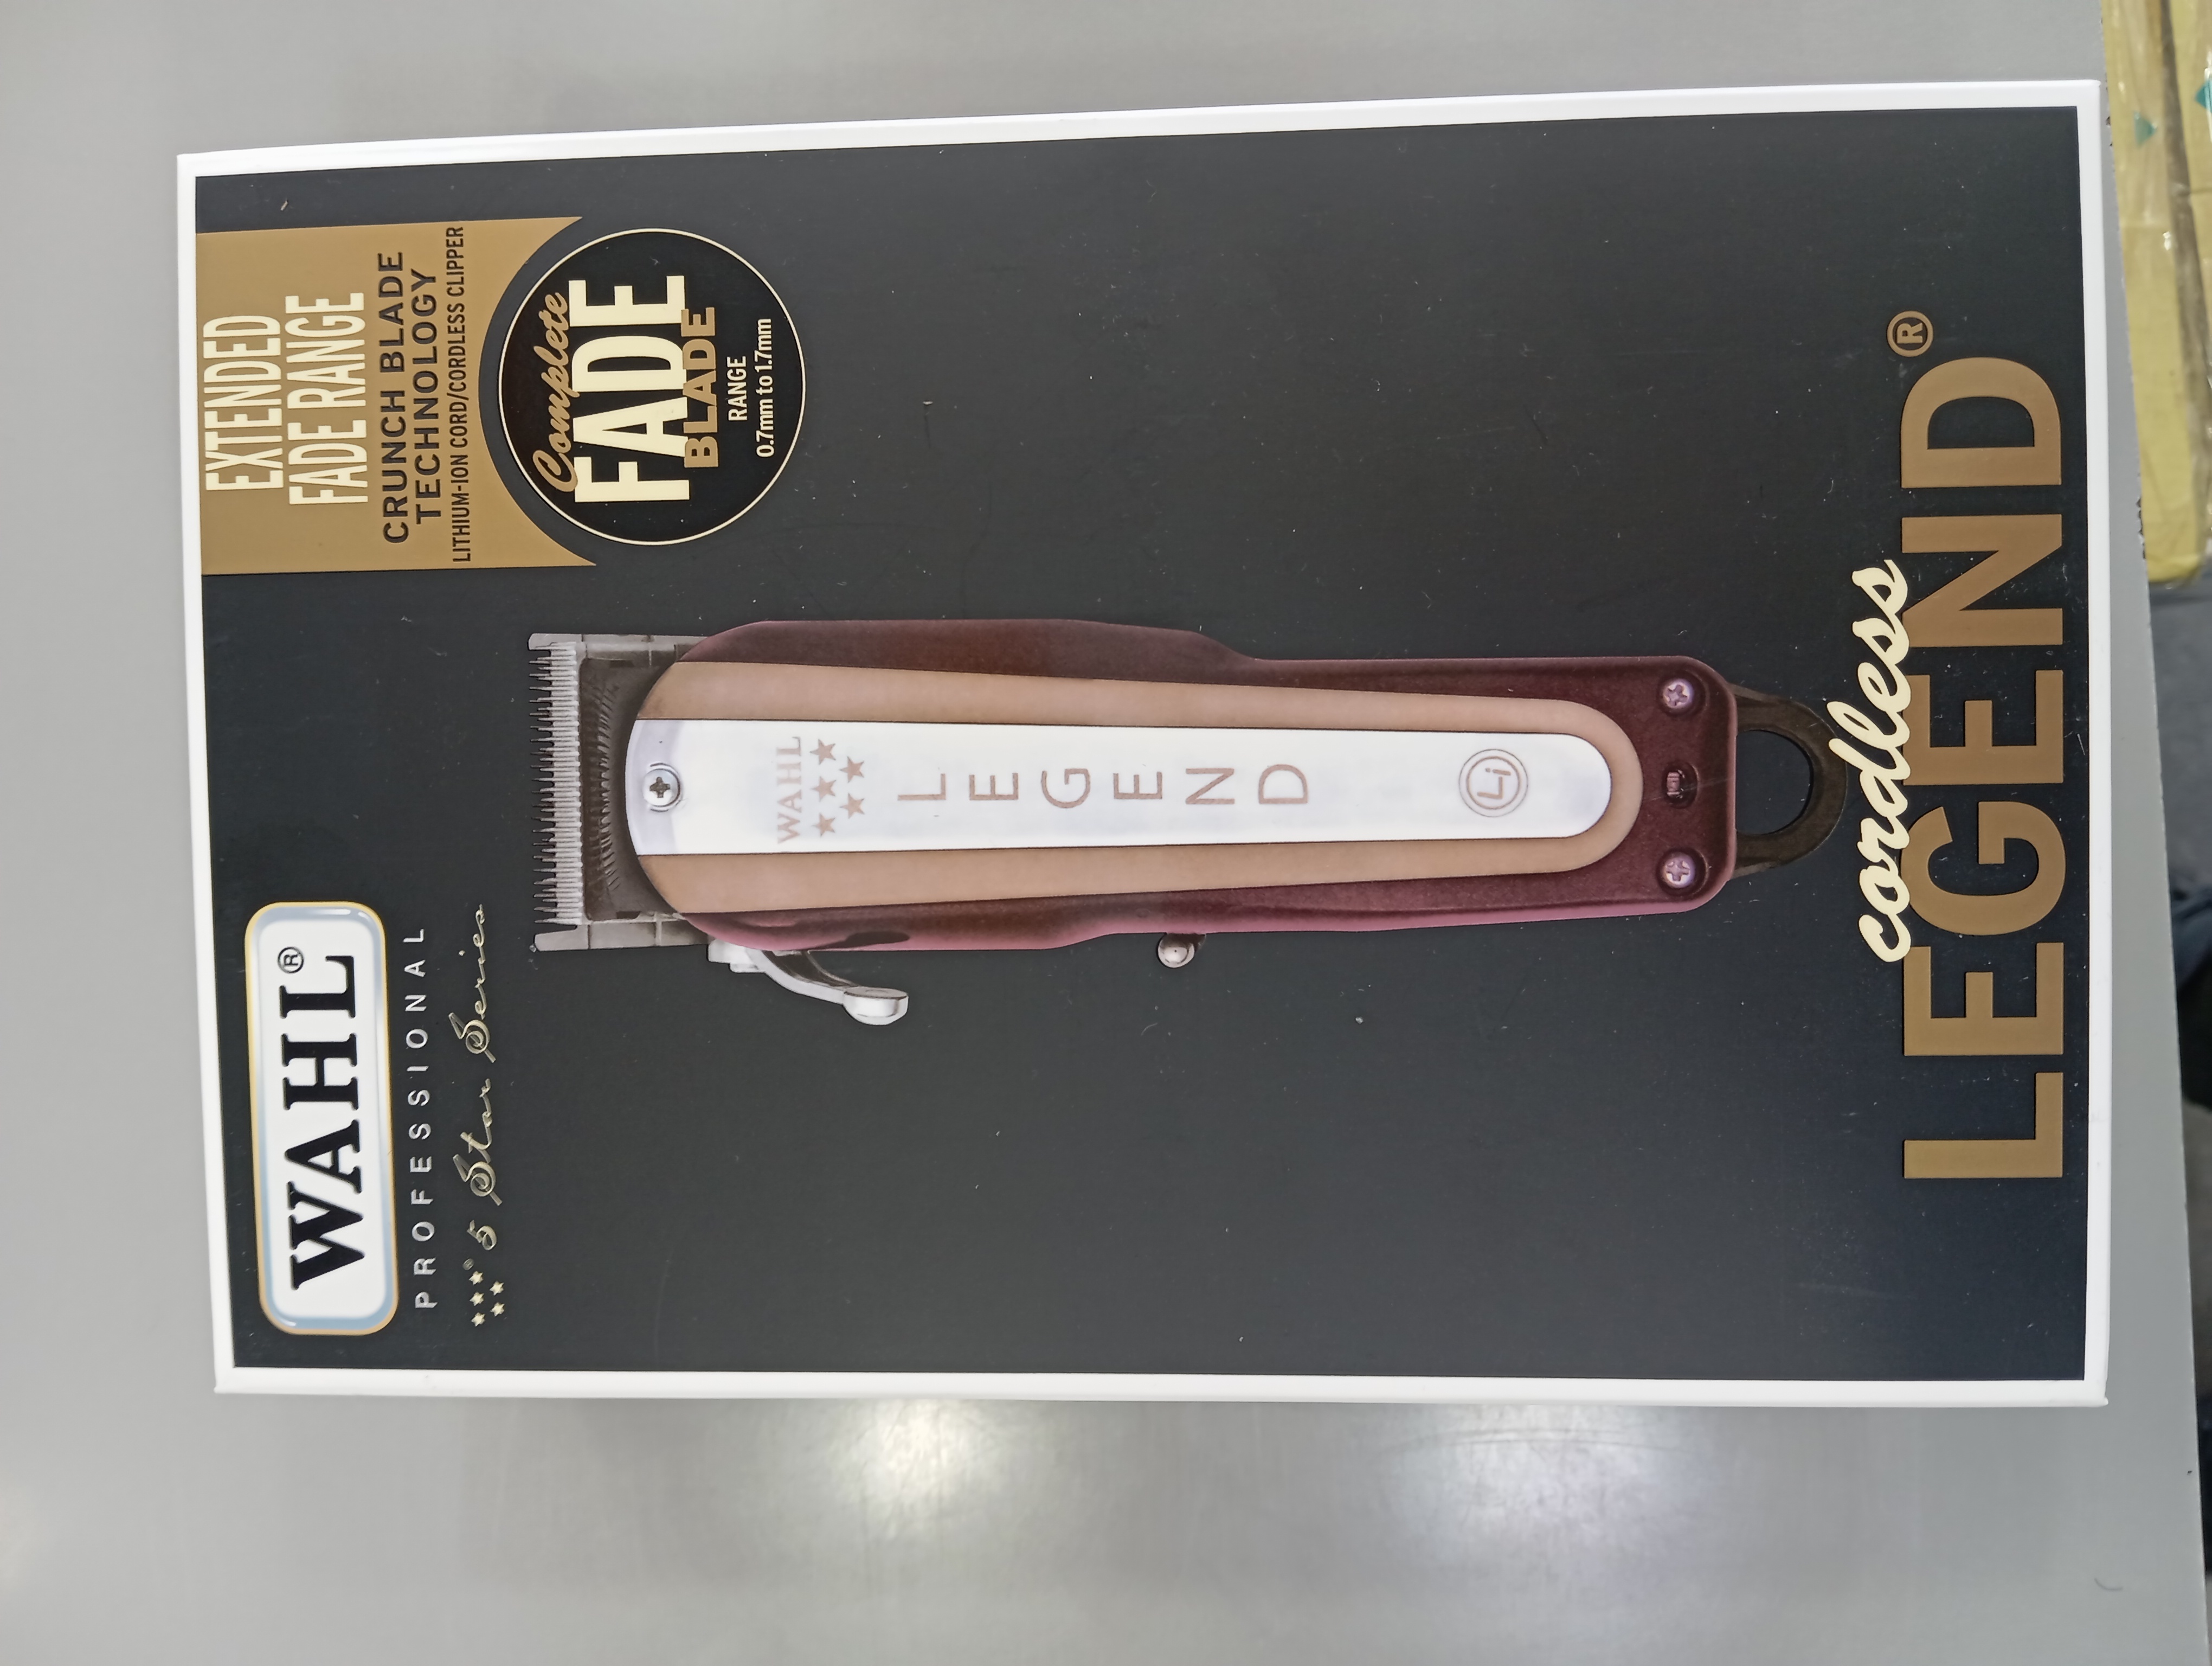 WAHL®
PROFESSIONAL
5 Star Series
EXTENDED
FADE RANGE
CRUNCH BLADE
TECHNOLOGY
LITHIUM-ION CORD/CORDLESS CLIPPER
Complete
FADE
BLADE
RANGE
0.7mm to 1.7mm
WAHL
LEGEND
Li
cordless
LEGEND®